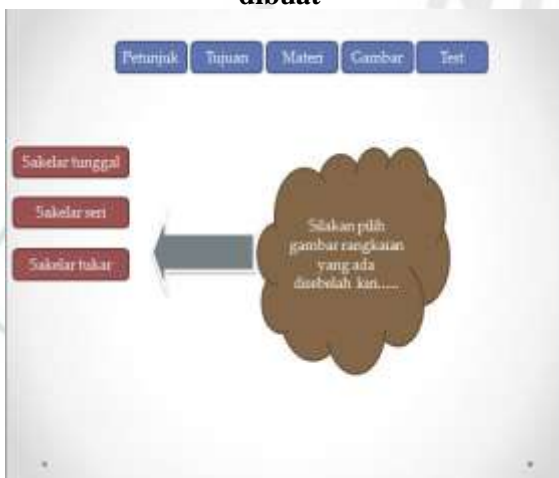 dibuat
Petunjuk Tujuan Materi Gambar Test
Sakelar tunggal
Sakelar seri
Sakelar tukar
Silakan pilih
gambar rangkaian
yang ada
disebelah kiri.....